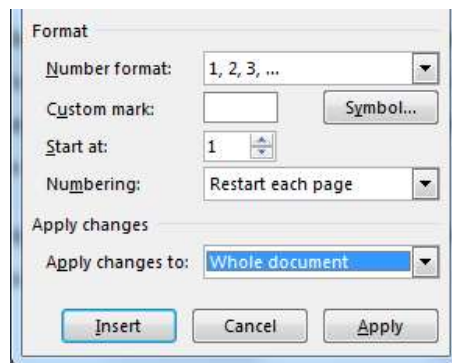 Format
Number format: 1, 2, 3, ...
Custom mark: Symbol...
Start at: 1
Numbering: Restart each page
Apply changes
Apply changes to: Whole document
Insert Cancel Apply